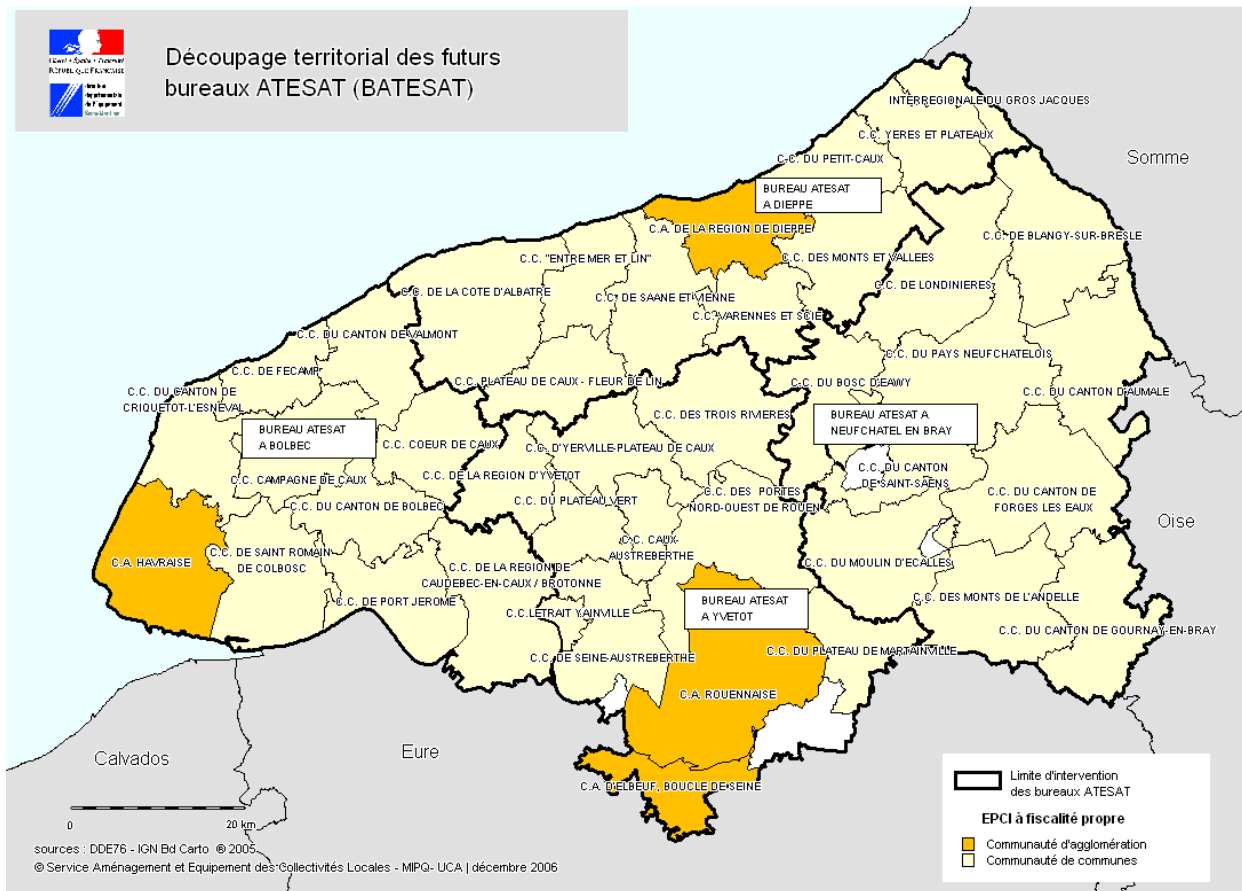 Découpage territorial des futurs
bureaux ATESAT (BATESAT)
Liberté • Égalité • Fraternité
RÉPUBLIQUE FRANÇAISE
INTERREGIONALE DU GROS JACQUES
C.C. YERES ET PLATEAUX
C.C. DU PETIT-CAUX
Somme
BUREAU ATESAT
A DIEPPE
C.A. DE LA REGION DE DIEPPE
C.C. DE BLANGY-SUR-BRESLE
C.C. "ENTRE MER ET LIN"
C.C. DES MONTS ET VALLEES
C.C. DE LONDINIERES
C.C. DE LA COTE D'ALBATRE
C.C. DE SAANE ET VIENNE
C.C. VARENNES ET SCIE
C.C. DU CANTON DE VALMONT
C.C. DU PAYS NEUFCHATELOIS
C.C. DE FECAMP
C.C. PLATEAU DE CAUX - FLEUR DE LIN
C.C. DU BOSC D'EAWY
C.C. DU CANTON D'AUMALE
C.C. DU CANTON DE
CRIQUETOT-L'ESNEVAL
C.C. DES TROIS RIVIERES
BUREAU ATESAT A
NEUFCHATEL EN BRAY
BUREAU ATESAT
A BOLBEC
C.C. COEUR DE CAUX
C.C. D'YERVILLE-PLATEAU DE CAUX
C.C. DU CANTON
DE SAINT-SAENS
C.C. DE LA REGION D'YVETOT
C.C. CAMPAGNE DE CAUX
C.C. DU PLATEAU VERT
C.C. DES PORTES
NORD-OUEST DE ROUEN
C.C. DU CANTON DE
FORGES LES EAUX
C.C. DU CANTON DE BOLBEC
Oise
C.C. CAUX-
AUSTREBERTHE
C.A. HAVRAISE
C.C. DE SAINT ROMAIN
DE COLBOSC
C.C. DE LA REGION DE
CAUDEBEC-EN-CAUX / BROTONNE
C.C. DU MOULIN D'ECALLES
C.C. DE PORT JEROME
C.C.LE TRAIT YAINVILLE
BUREAU ATESAT
A YVETOT
C.C. DES MONTS DE L'ANDELLE
C.C. DU CANTON DE GOURNAY-EN-BRAY
C.C. DE SEINE-AUSTREBERTHE
C.C. DU PLATEAU DE MARTAINVILLE
C.A. ROUENNAISE
Calvados
Eure
C.A. D'ELBEUF, BOUCLE DE SEINE
Limite d'intervention
des bureaux ATESAT
EPCI à fiscalité propre
Communauté d'agglomération
Communauté de communes
0 20 km
sources : DDE76 - IGN Bd Carto ® 2005
© Service Aménagement et Equipement des Collectivités Locales - MIPQ- UCA | décembre 2006